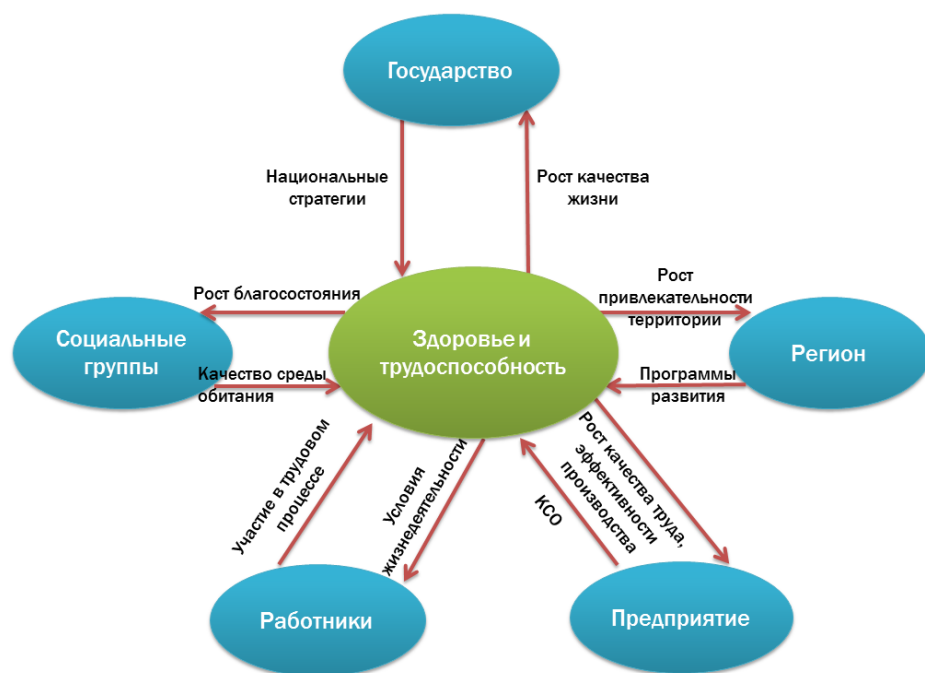 Государство
Национальные
стратегии
Рост качества
жизни
Рост благосостояния
Рост
привлекательности
территории
Социальные
группы
Здоровье и
трудоспособность
Регион
Качество среды
обитания
Программы
развития
Участие в трудовом
процессе
Условия
жизнедеятельности
КСО
Рост качества труда,
эффективности
производства
Работники
Предприятие